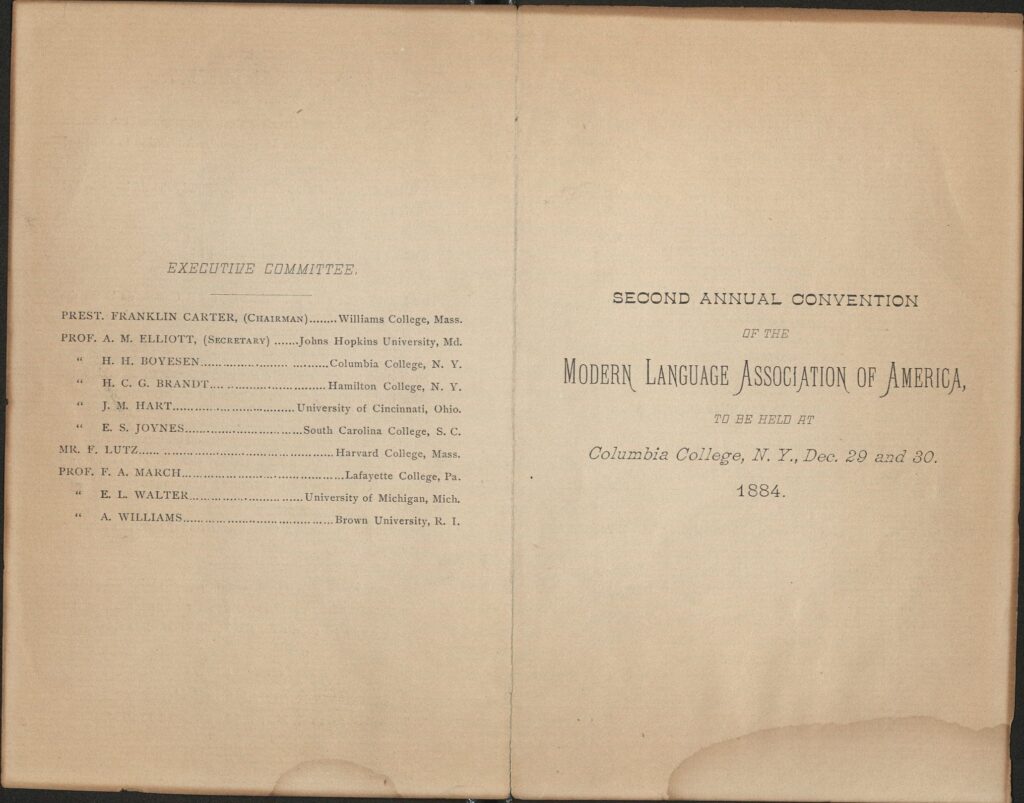 EXECUTIVE COMMITTEE.
PREST. FRANKLIN CARTER, (CHAIRMAN)........Williams College, Mass.
PROF. A. M. ELLIOTT, (SECRETARY) .......Johns Hopkins University, Md.
“ H. H. BOYESEN..........................Columbia College, N. Y.
“ H. C. G. BRANDT..........................Hamilton College, N. Y.
“ J. M. HART..........................University of Cincinnati, Ohio.
“ E. S. JOYNES..........................South Carolina College, S. C.
MR. F. LUTZ..........................Harvard College, Mass.
PROF. F. A. MARCH..........................Lafayette College, Pa.
“ E. L. WALTER..........................University of Michigan, Mich.
“ A. WILLIAMS..........................Brown University, R. I.
SECOND ANNUAL CONVENTION
OF THE
MODERN LANGUAGE ASSOCIATION OF AMERICA,
TO BE HELD AT
Columbia College, N. Y., Dec. 29 and 30.
1884.